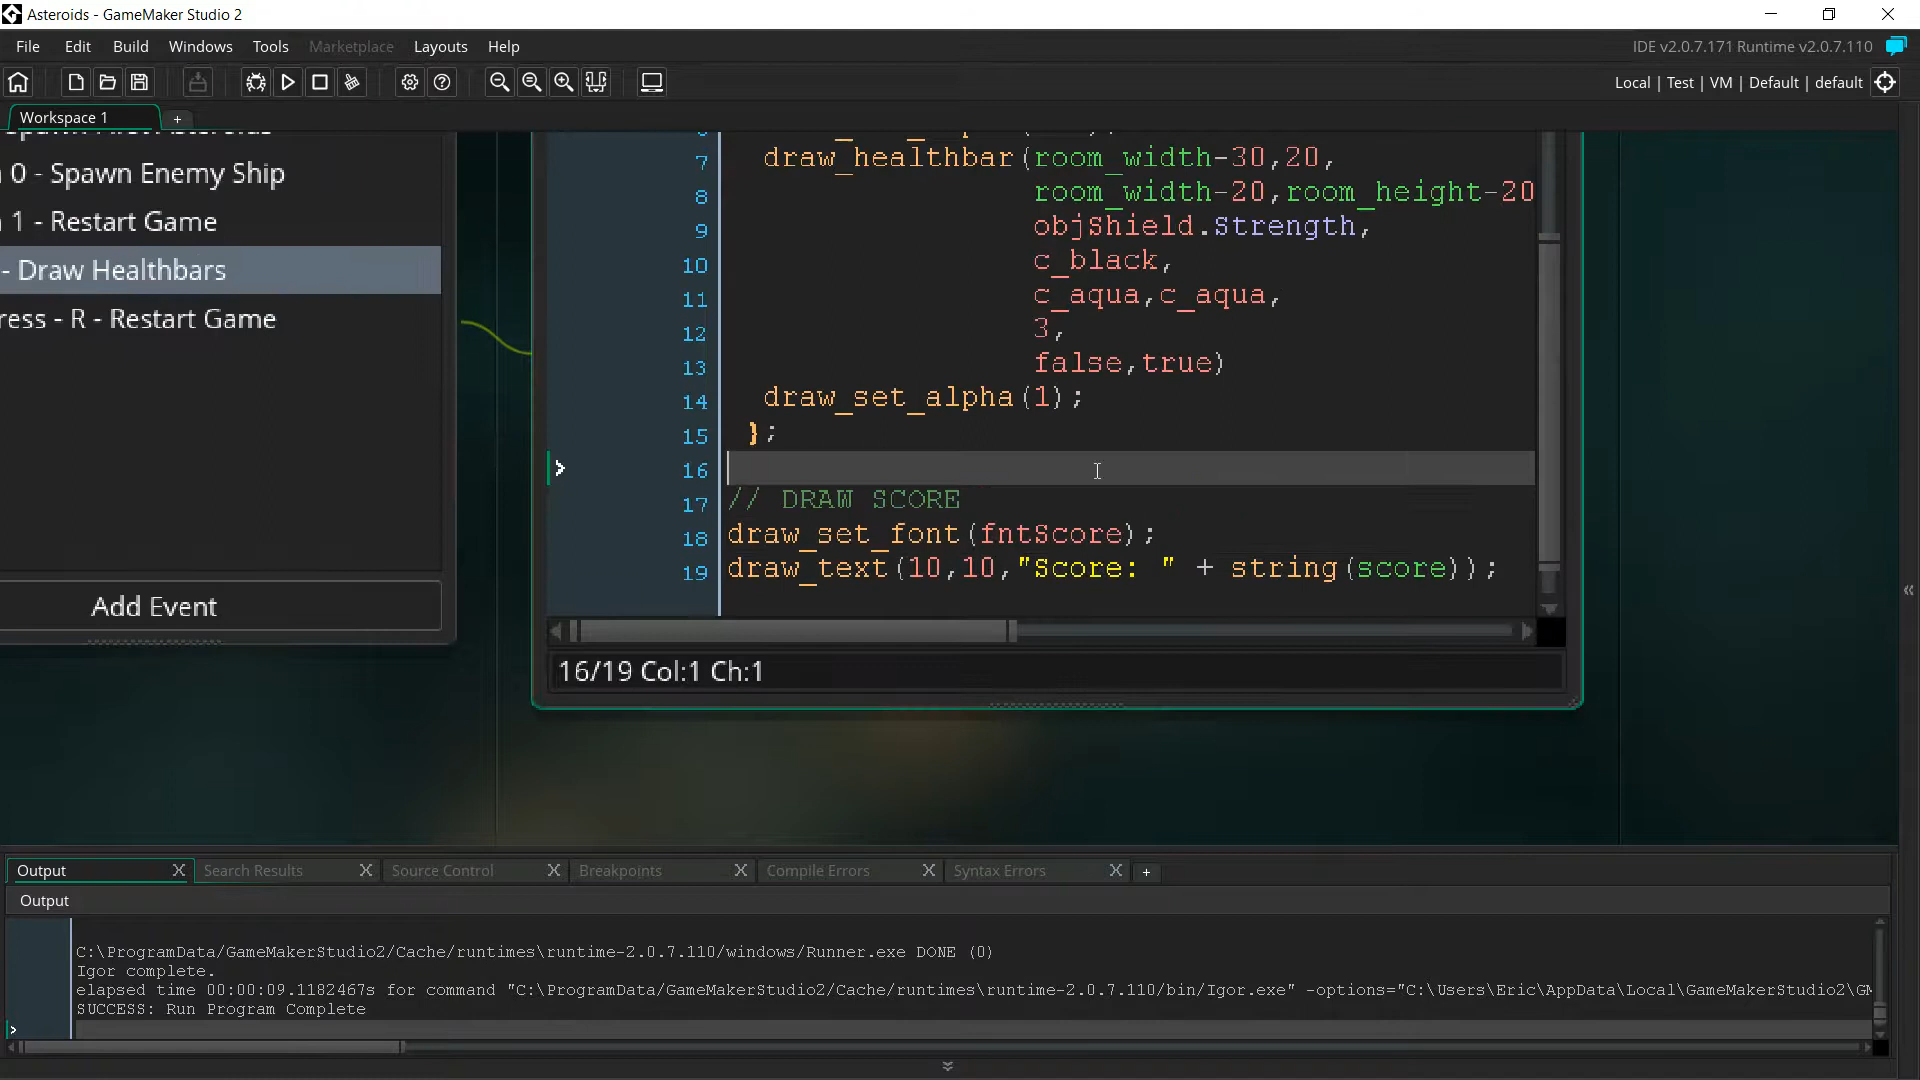 Asteroids - GameMaker Studio 2
File Edit Build Windows Tools Marketplace Layouts Help
IDE v2.0.7.171 Runtime v2.0.7.110
Local | Test | VM | Default | default
Workspace 1 +
0 - Spawn Enemy Ship
1 - Restart Game
- Draw Healthbars
ress - R - Restart Game
Add Event
7 draw_healthbar(room_width-30,20,
8 room_width-20,room_height-20
9 objShield.Strength,
10 c_black,
11 c_aqua,c_aqua,
12 3,
13 false,true)
14 draw_set_alpha(1);
15 };
16
17 // DRAW SCORE
18 draw_set_font(fntScore);
19 draw_text(10,10,"Score: " + string(score));
16/19 Col:1 Ch:1
Output X Search Results X Source Control X Breakpoints X Compile Errors X Syntax Errors X +
Output
C:\ProgramData/GameMakerStudio2/Cache/runtimes\runtime-2.0.7.110/windows/Runner.exe DONE (0)
Igor complete.
elapsed time 00:00:09.1182467s for command "C:\ProgramData/GameMakerStudio2/Cache/runtimes\runtime-2.0.7.110/bin/Igor.exe" -options="C:\Users\Eric\AppData\Local\GameMakerStudio2\GM
SUCCESS: Run Program Complete